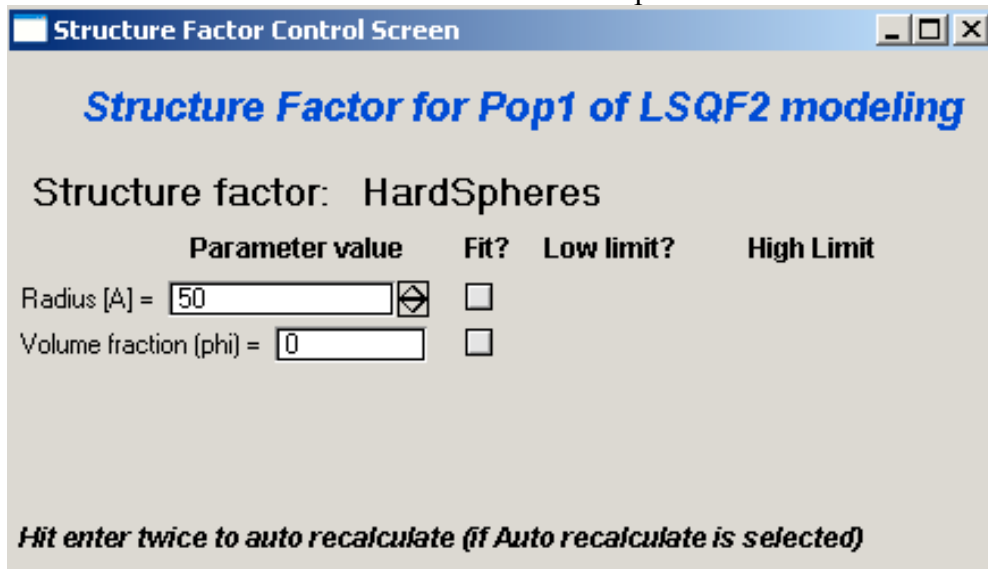 Structure Factor Control Screen
Structure Factor for Pop1 of LSQF2 modeling
Structure factor: HardSpheres
Parameter value Fit? Low limit? High Limit
Radius [A] = 50
Volume fraction (phi) = 0
Hit enter twice to auto recalculate (if Auto recalculate is selected)